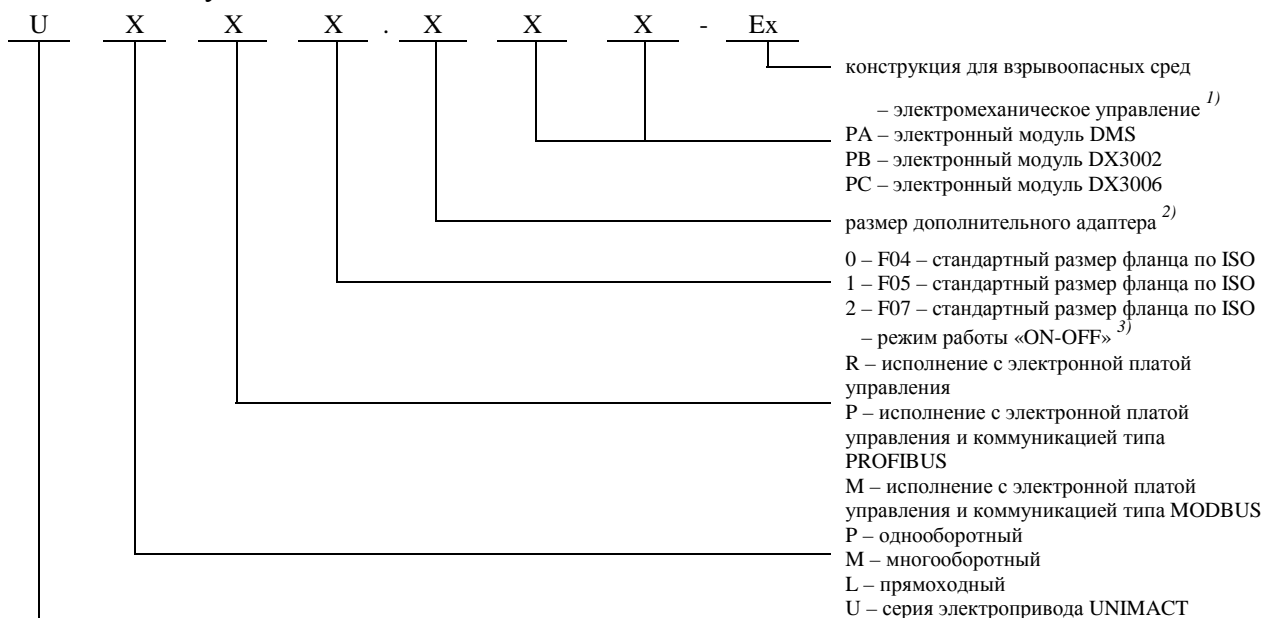 U X X X . X X X - Ex
конструкция для взрывоопасных сред
– электромеханическое управление 1)
PA – электронный модуль DMS
PB – электронный модуль DX3002
PC – электронный модуль DX3006
размер дополнительного адаптера 2)
0 – F04 – стандартный размер фланца по ISO
1 – F05 – стандартный размер фланца по ISO
2 – F07 – стандартный размер фланца по ISO
– режим работы «ON-OFF» 3)
R – исполнение с электронной платой
управления
P – исполнение с электронной платой
управления и коммуникацией типа
PROFIBUS
M – исполнение с электронной платой
управления и коммуникацией типа MODBUS
P – однооборотный
M – многооборотный
L – прямоходный
U – серия электропривода UNIMACT